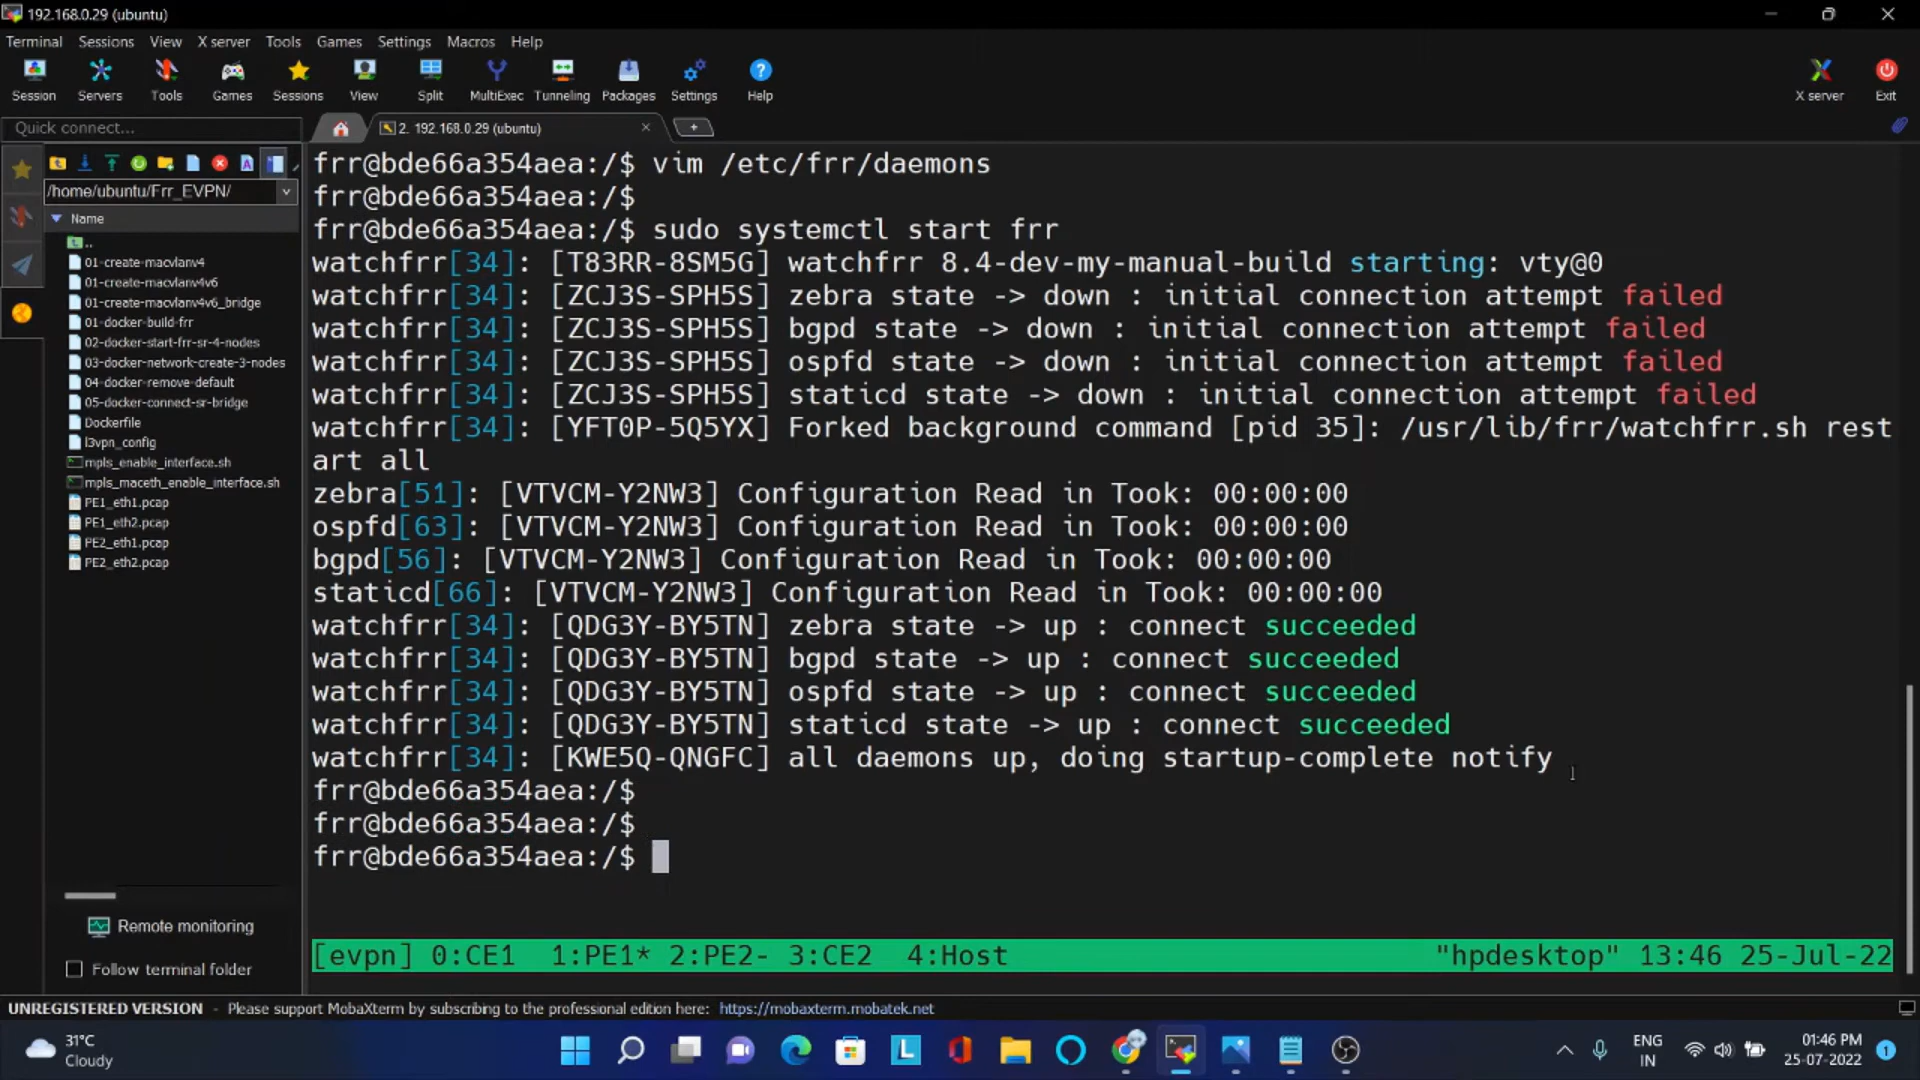 192.168.0.29 (ubuntu)
Terminal Sessions View X server Tools Games Settings Macros Help
Session Servers Tools Games Sessions View Split MultiExec Tunneling Packages Settings Help X server Exit
Quick connect...
2. 192.168.0.29 (ubuntu)
/home/ubuntu/Frr_EVPN/
Name
..
01-create-macvlanv4
01-create-macvlanv4v6
01-create-macvlanv4v6_bridge
01-docker-build-frr
02-docker-start-frr-sr-4-nodes
03-docker-network-create-3-nodes
04-docker-remove-default
05-docker-connect-sr-bridge
Dockerfile
l3vpn_config
mpls_enable_interface.sh
mpls_maceth_enable_interface.sh
PE1_eth1.pcap
PE1_eth2.pcap
PE2_eth1.pcap
PE2_eth2.pcap
Remote monitoring
Follow terminal folder
frr@bde66a354aea:/$ vim /etc/frr/daemons
frr@bde66a354aea:/$
frr@bde66a354aea:/$ sudo systemctl start frr
watchfrr[34]: [T83RR-8SM5G] watchfrr 8.4-dev-my-manual-build starting: vty@0
watchfrr[34]: [ZCJ3S-SPH5S] zebra state -> down : initial connection attempt failed
watchfrr[34]: [ZCJ3S-SPH5S] bgpd state -> down : initial connection attempt failed
watchfrr[34]: [ZCJ3S-SPH5S] ospfd state -> down : initial connection attempt failed
watchfrr[34]: [ZCJ3S-SPH5S] staticd state -> down : initial connection attempt failed
watchfrr[34]: [YFT0P-5Q5YX] Forked background command [pid 35]: /usr/lib/frr/watchfrr.sh rest
art all
zebra[51]: [VTVCM-Y2NW3] Configuration Read in Took: 00:00:00
ospfd[63]: [VTVCM-Y2NW3] Configuration Read in Took: 00:00:00
bgpd[56]: [VTVCM-Y2NW3] Configuration Read in Took: 00:00:00
staticd[66]: [VTVCM-Y2NW3] Configuration Read in Took: 00:00:00
watchfrr[34]: [QDG3Y-BY5TN] zebra state -> up : connect succeeded
watchfrr[34]: [QDG3Y-BY5TN] bgpd state -> up : connect succeeded
watchfrr[34]: [QDG3Y-BY5TN] ospfd state -> up : connect succeeded
watchfrr[34]: [QDG3Y-BY5TN] staticd state -> up : connect succeeded
watchfrr[34]: [KWE5Q-QNGFC] all daemons up, doing startup-complete notify
frr@bde66a354aea:/$
frr@bde66a354aea:/$
frr@bde66a354aea:/$
[evpn] 0:CE1 1:PE1* 2:PE2- 3:CE2 4:Host "hpdesktop" 13:46 25-Jul-22
UNREGISTERED VERSION - Please support MobaXterm by subscribing to the professional edition here: https://mobaxterm.mobatek.net
31°C
Cloudy
ENG
IN
01:46 PM
25-07-2022
1